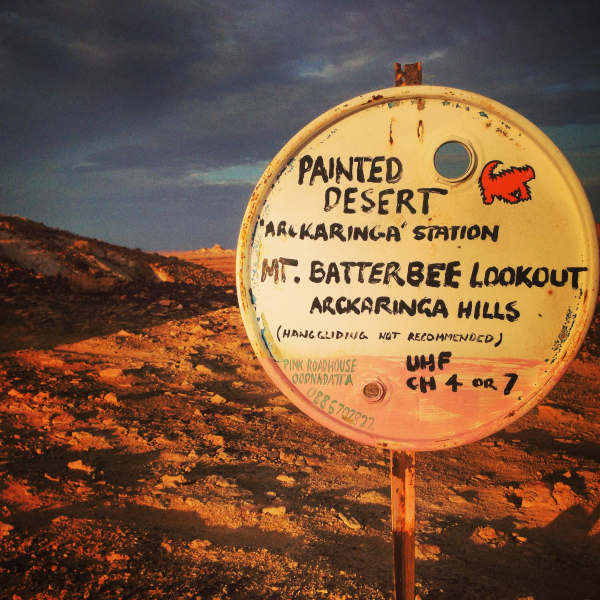 PAINTED
DESERT
'ARCKARINGA' STATION
MT. BATTERBEE LOOKOUT
ARCKARINGA HILLS
(HANGGLIDING NOT RECOMMENDED)
UHF
CH 4 OR 7
PINK ROADHOUSE
OODNADATTA
0886707822